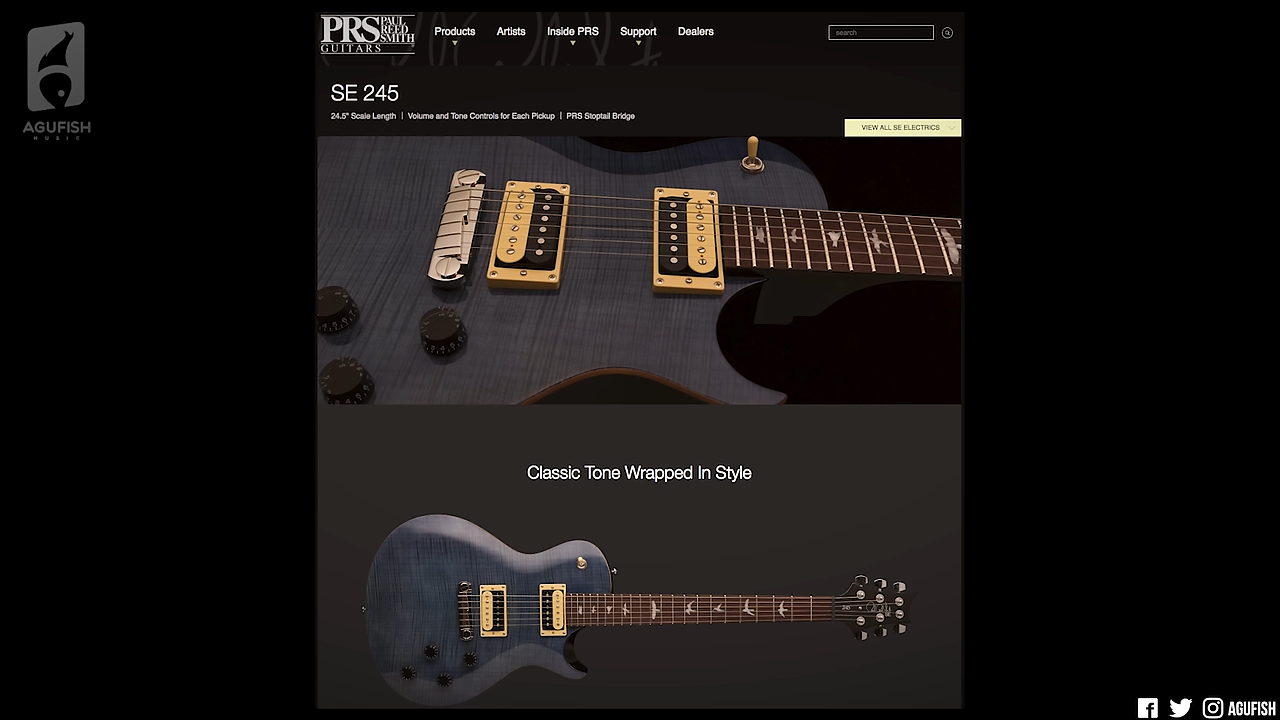 AGUFISH
MUSIC
PRS PAUL REED SMITH
GUITARS
Products Artists Inside PRS Support Dealers
search
SE 245
24.5" Scale Length | Volume and Tone Controls for Each Pickup | PRS Stoptail Bridge
VIEW ALL SE ELECTRICS
Classic Tone Wrapped In Style
245
AGUFISH